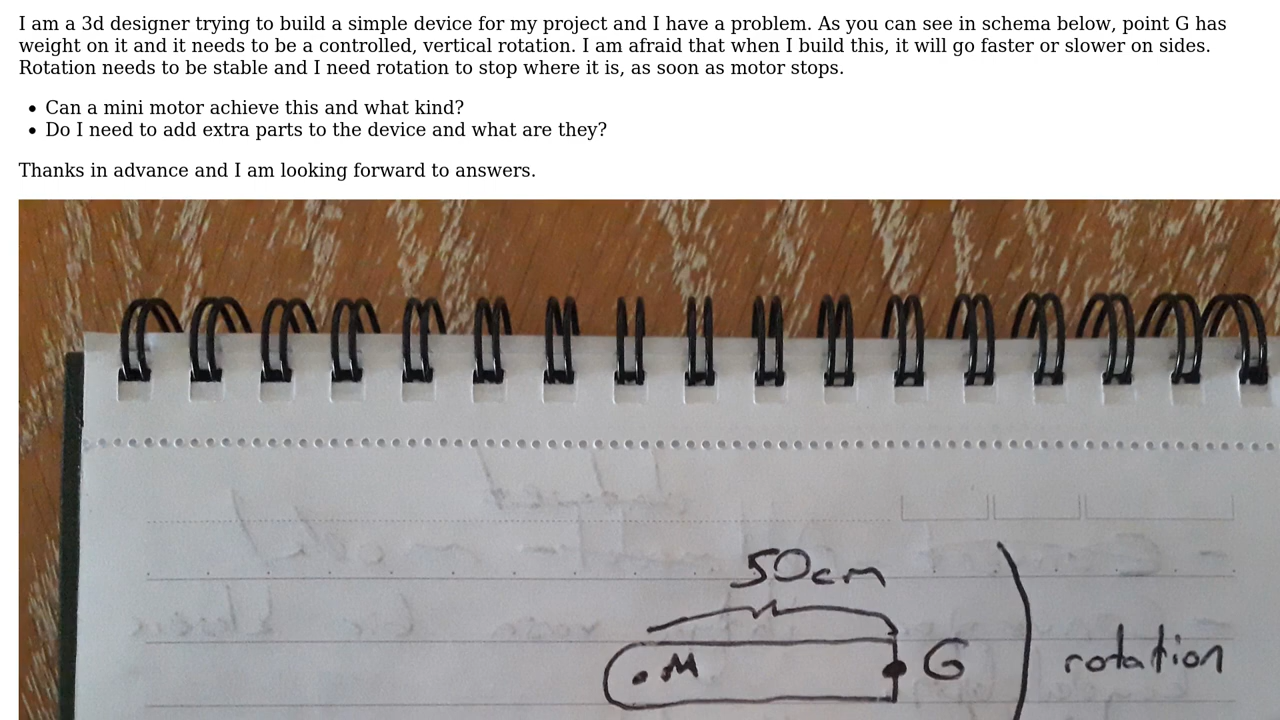 I am a 3d designer trying to build a simple device for my project and I have a problem. As you can see in schema below, point G has
weight on it and it needs to be a controlled, vertical rotation. I am afraid that when I build this, it will go faster or slower on sides.
Rotation needs to be stable and I need rotation to stop where it is, as soon as motor stops.
• Can a mini motor achieve this and what kind?
• Do I need to add extra parts to the device and what are they?
Thanks in advance and I am looking forward to answers.
50cm
M
G
rotation